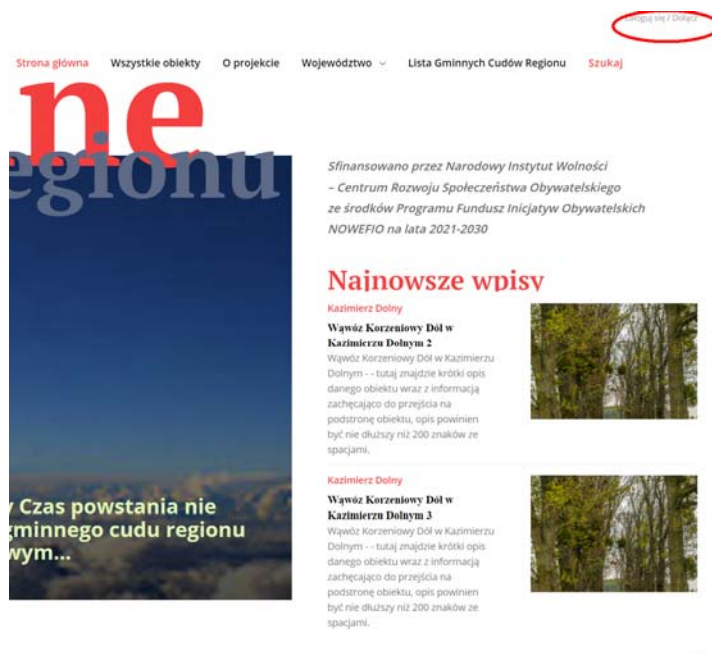 Zaloguj się / Dołącz
Strona główna Wszystkie obiekty O projekcie Województwo Lista Gminnych Cudów Regionu Szukaj
ne
egionu
Sfinansowano przez Narodowy Instytut Wolności
– Centrum Rozwoju Społeczeństwa Obywatelskiego
ze środków Programu Fundusz Inicjatyw Obywatelskich
NOWEFIO na lata 2021-2030
Najnowsze wpisy
Kazimierz Dolny
Wąwóz Korzeniowy Dół w
Kazimierzu Dolnym 2
Wąwóz Korzeniowy Dół w Kazimierzu
Dolnym - - tutaj znajdzie krótki opis
danego obiektu wraz z informacją
zachęcająco do przejścia na
podstronę obiektu, opis powinien
być nie dłuższy niż 200 znaków ze
spacjami.
Kazimierz Dolny
Wąwóz Korzeniowy Dół w
Kazimierzu Dolnym 3
Wąwóz Korzeniowy Dół w Kazimierzu
Dolnym - - tutaj znajdzie krótki opis
danego obiektu wraz z informacją
zachęcająco do przejścia na
podstronę obiektu, opis powinien
być nie dłuższy niż 200 znaków ze
spacjami.
y Czas powstania nie
gminnego cudu regionu
wym...